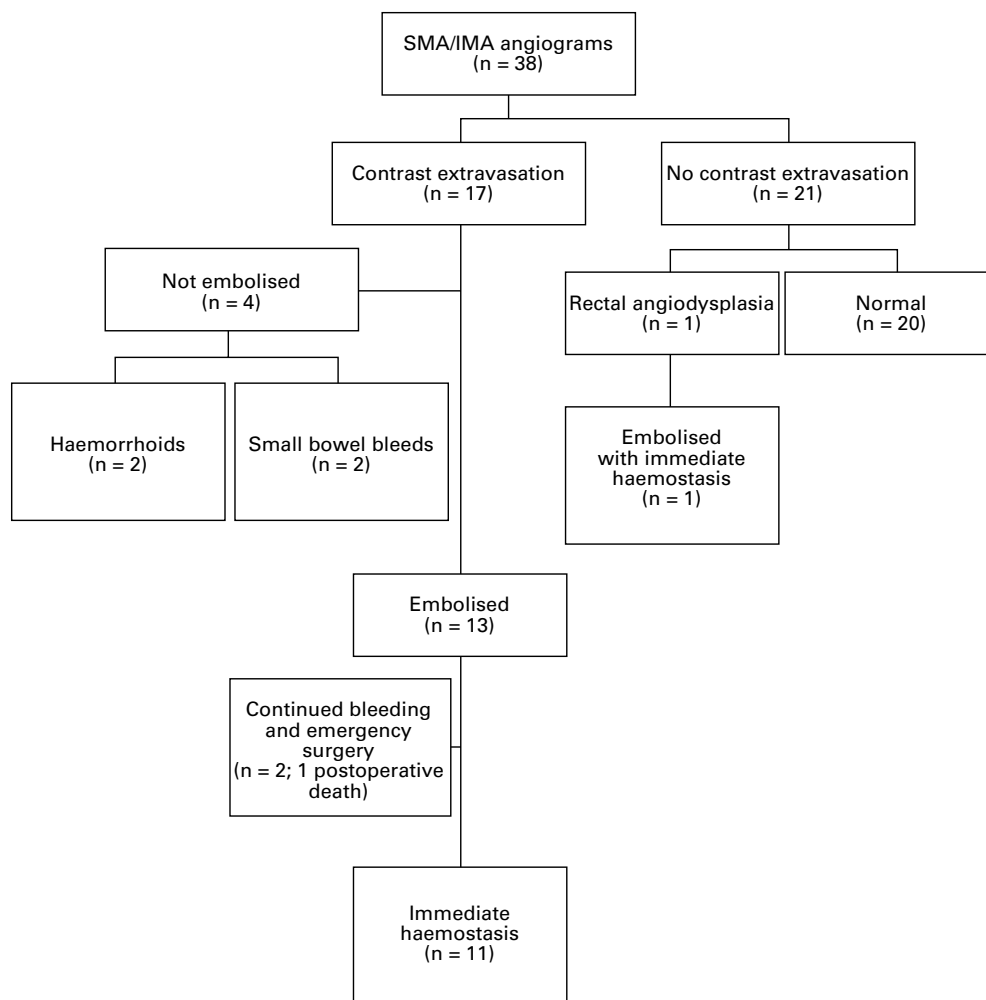 SMA/IMA angiograms
(n = 38)
Contrast extravasation
(n = 17)
No contrast extravasation
(n = 21)
Not embolised
(n = 4)
Rectal angiodysplasia
(n = 1)
Normal
(n = 20)
Haemorrhoids
(n = 2)
Small bowel bleeds
(n = 2)
Embolised
with immediate
haemostasis
(n = 1)
Embolised
(n = 13)
Continued bleeding
and emergency
surgery
(n = 2; 1 postoperative
death)
Immediate
haemostasis
(n = 11)